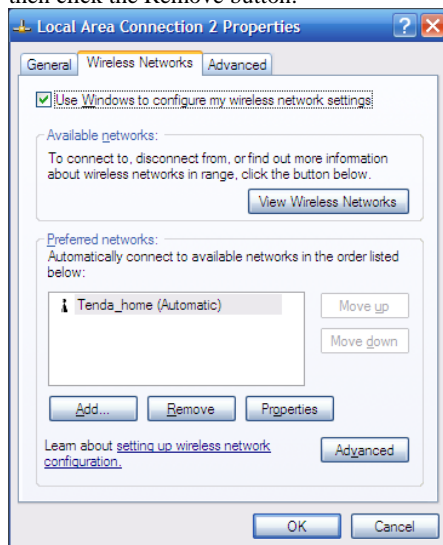 then click the Remove button.
Local Area Connection 2 Properties
General Wireless Networks Advanced
Use Windows to configure my wireless network settings
Available networks:
To connect to, disconnect from, or find out more information
about wireless networks in range, click the button below.
View Wireless Networks
Preferred networks:
Automatically connect to available networks in the order listed
below:
Tenda_home (Automatic)
Move up
Move down
Add... Remove Properties
Learn about setting up wireless network
configuration.
Advanced
OK Cancel